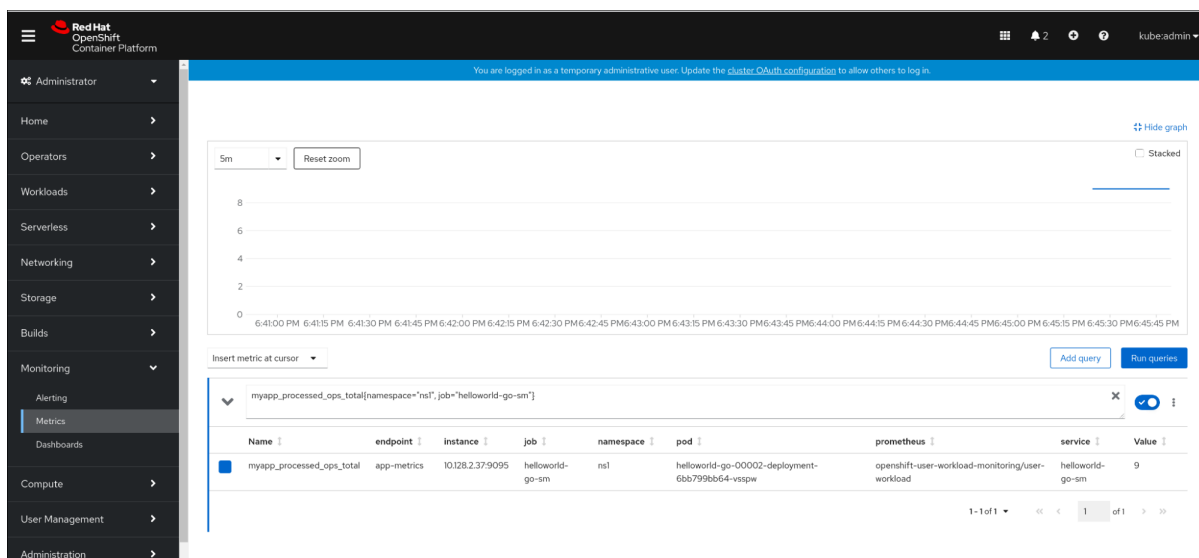 Red Hat
OpenShift
Container Platform
2
kube:admin
You are logged in as a temporary administrative user. Update the cluster OAuth configuration to allow others to log in.
Administrator
Home
Operators
Workloads
Serverless
Networking
Storage
Builds
Monitoring
Alerting
Metrics
Dashboards
Compute
User Management
Administration
Hide graph
5m
Reset zoom
Stacked
8
6
4
2
0
6:41:00 PM 6:41:15 PM 6:41:30 PM 6:41:45 PM 6:42:00 PM 6:42:15 PM 6:42:30 PM 6:42:45 PM 6:43:00 PM 6:43:15 PM 6:43:30 PM 6:43:45 PM 6:44:00 PM 6:44:15 PM 6:44:30 PM 6:44:45 PM 6:45:00 PM 6:45:15 PM 6:45:30 PM 6:45:45 PM
Insert metric at cursor
Add query
Run queries
myapp_processed_ops_total{namespace="ns1", job="helloworld-go-sm"}
Name endpoint instance job namespace pod prometheus service Value
myapp_processed_ops_total app-metrics 10.128.2.37:9095 helloworld- ns1 helloworld-go-00002-deployment- openshift-user-workload-monitoring/user- helloworld- 9
go-sm 6bb799bb64-vsspw workload go-sm
1-1 of 1
1 of 1